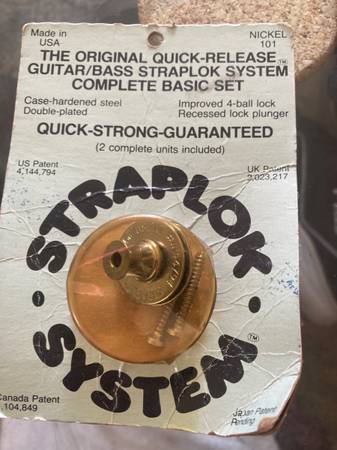 Made in
USA
NICKEL
101
THE ORIGINAL QUICK-RELEASE
GUITAR/BASS STRAPLOK SYSTEM™
COMPLETE BASIC SET
Case-hardened steel
Double-plated
Improved 4-ball lock
Recessed lock plunger
QUICK-STRONG-GUARANTEED
(2 complete units included)
US Patent
4,144,794
UK Patent
2,023,217
STRAPLOK
SYSTEM™
Canada Patent
,104,849
Japan Patent
Pending